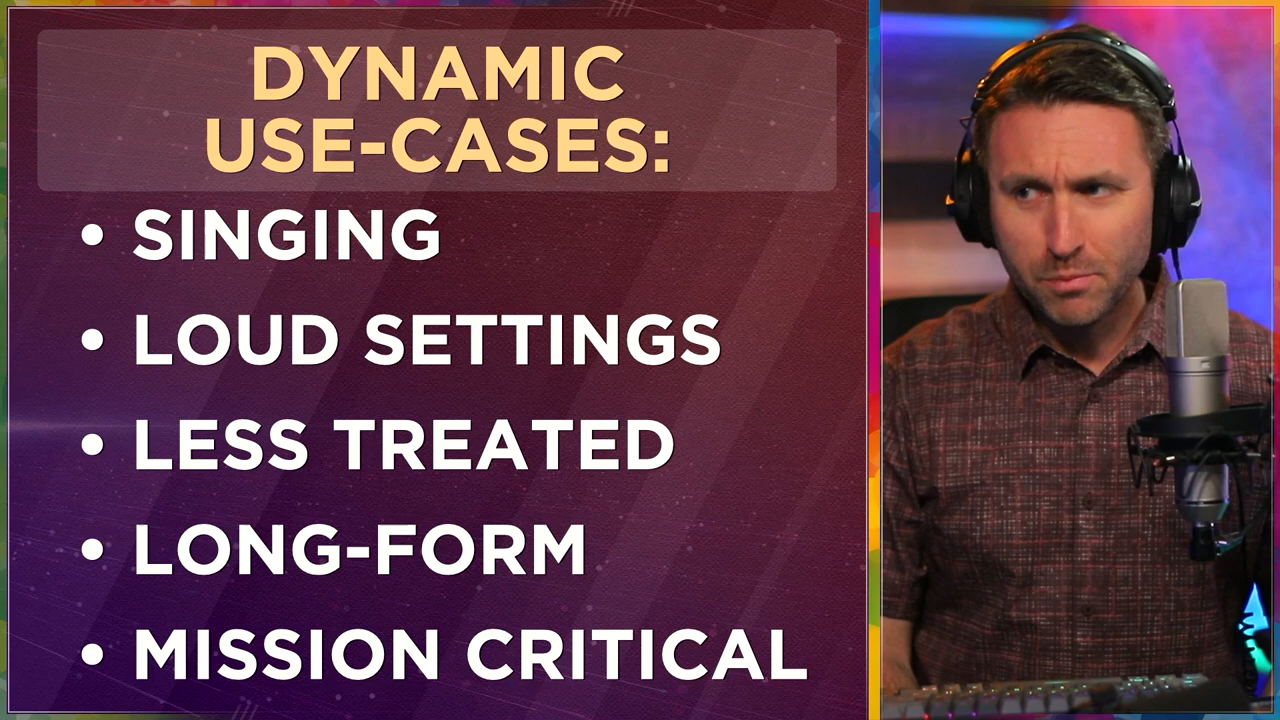 DYNAMIC
USE-CASES:
• SINGING
• LOUD SETTINGS
• LESS TREATED
• LONG-FORM
• MISSION CRITICAL